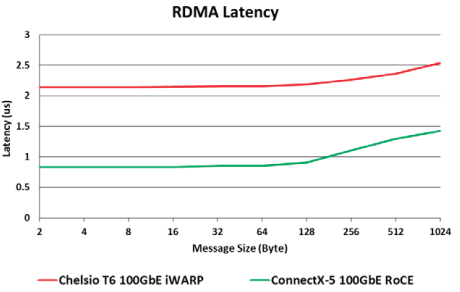 RDMA Latency
3
2.5
2
1.5
1
0.5
0
Latency (us)
2 4 8 16 32 64 128 256 512 1024
Message Size (Byte)
Chelsio T6 100GbE iWARP ConnectX-5 100GbE RoCE